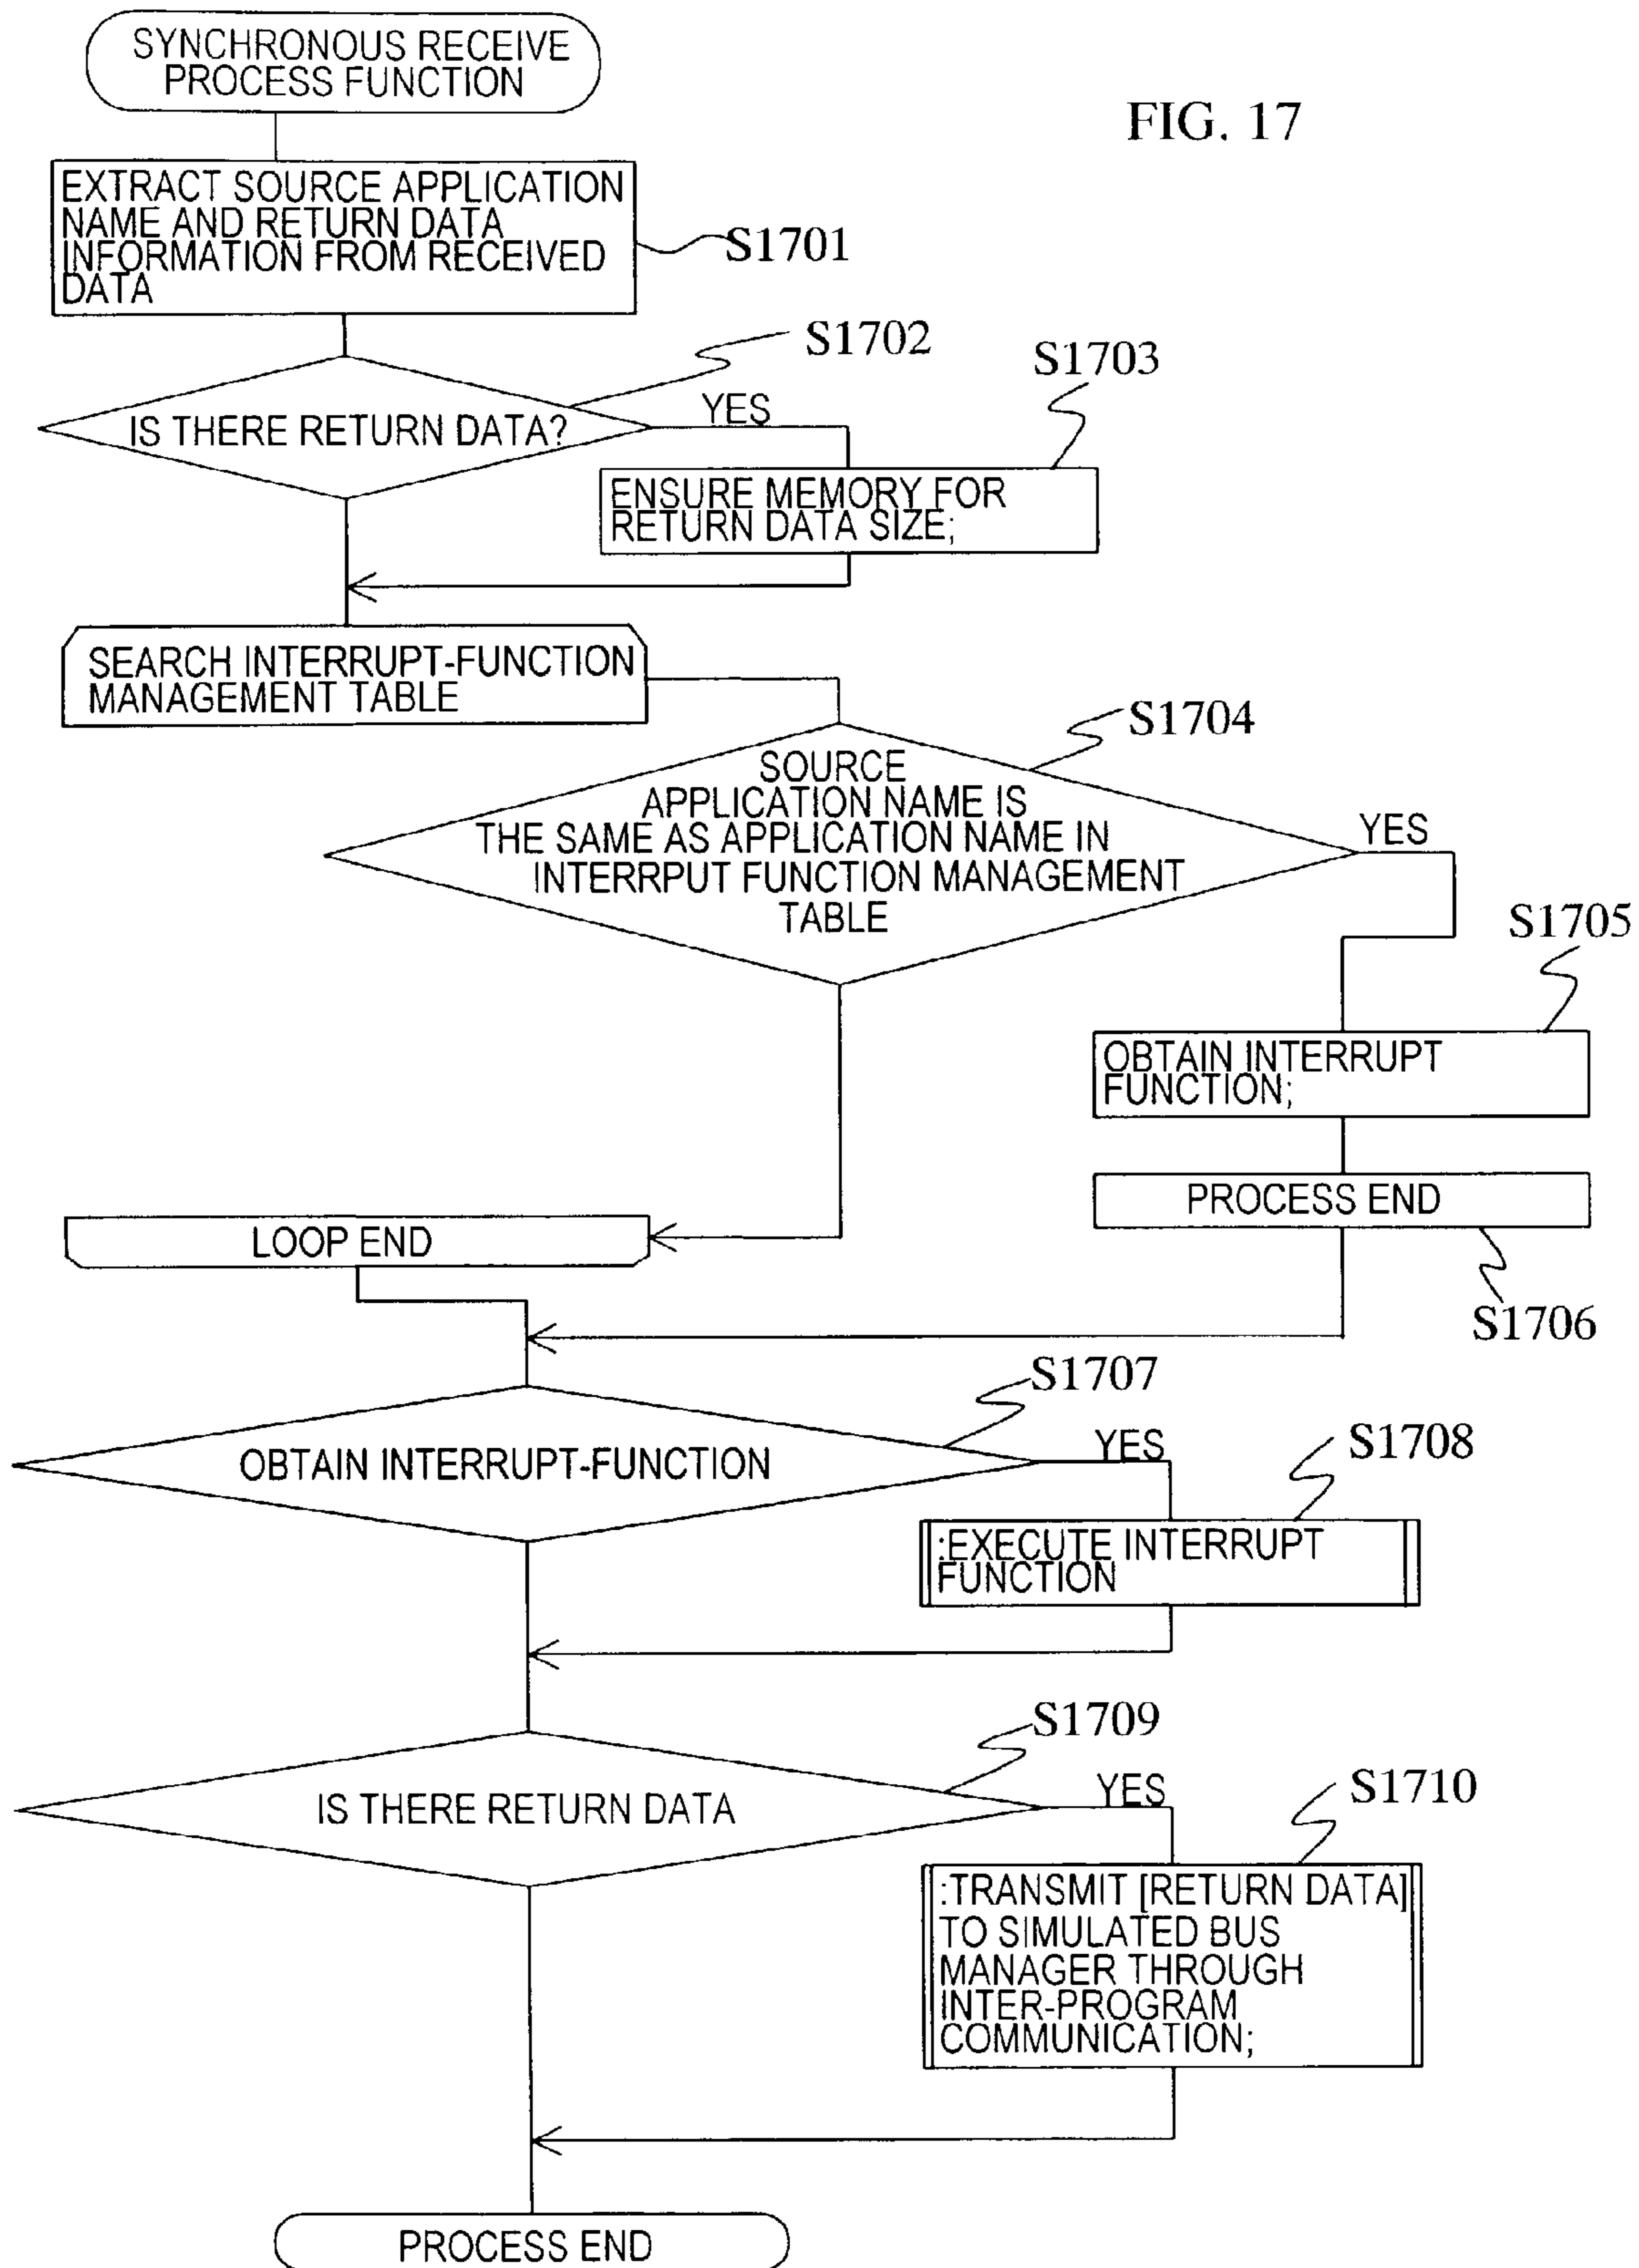 SYNCHRONOUS RECEIVE
PROCESS FUNCTION
FIG. 17
EXTRACT SOURCE APPLICATION
NAME AND RETURN DATA
INFORMATION FROM RECEIVED
DATA
S1701
S1702
IS THERE RETURN DATA?
YES
S1703
ENSURE MEMORY FOR
RETURN DATA SIZE;
SEARCH INTERRUPT-FUNCTION
MANAGEMENT TABLE
S1704
SOURCE
APPLICATION NAME IS
THE SAME AS APPLICATION NAME IN
INTERRPUT FUNCTION MANAGEMENT
TABLE
YES
S1705
OBTAIN INTERRUPT
FUNCTION;
PROCESS END
S1706
LOOP END
S1707
OBTAIN INTERRUPT-FUNCTION
YES
S1708
:EXECUTE INTERRUPT
FUNCTION
S1709
IS THERE RETURN DATA
YES
S1710
:TRANSMIT [RETURN DATA]
TO SIMULATED BUS
MANAGER THROUGH
INTER-PROGRAM
COMMUNICATION;
PROCESS END